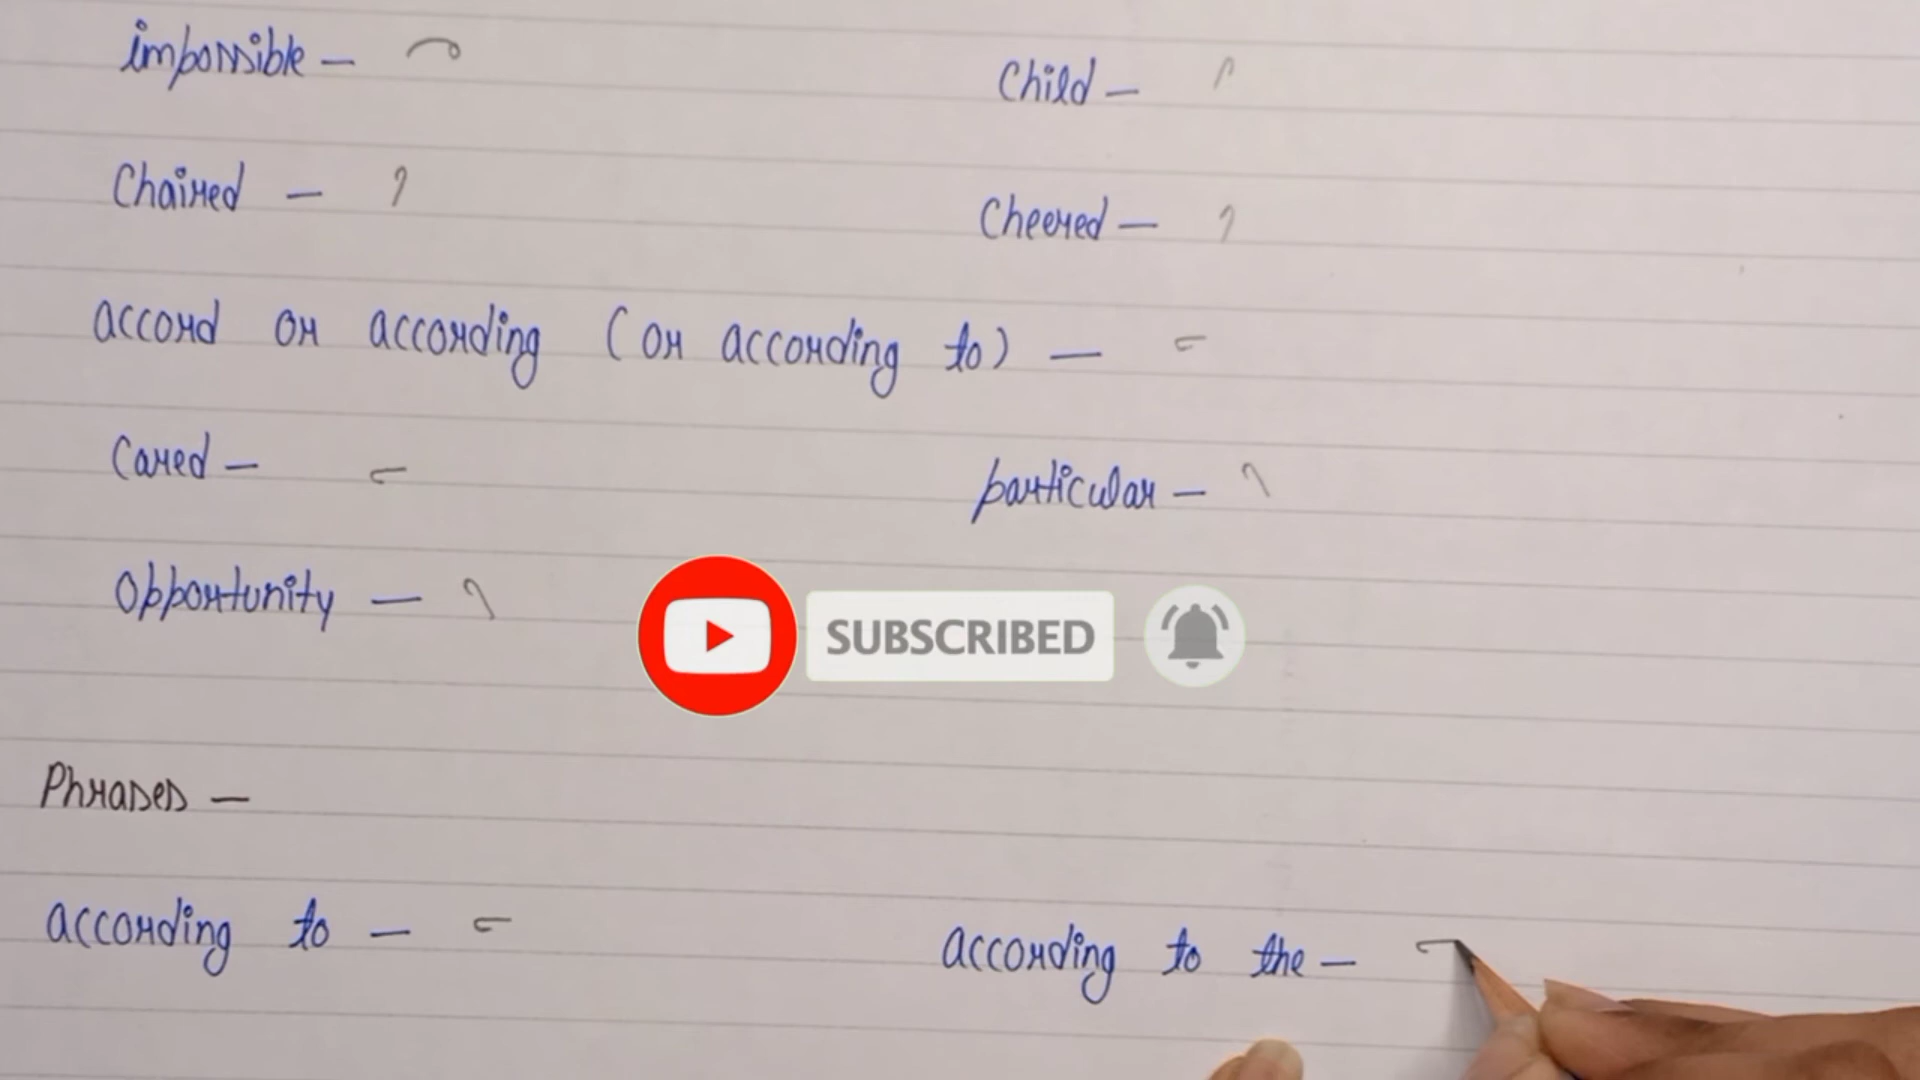 impossible —
Child —
Chaired —
Cheered —
accord or according (or according to) —
Cared —
particular —
opportunity —
SUBSCRIBED
Phrases —
according to —
according to the —